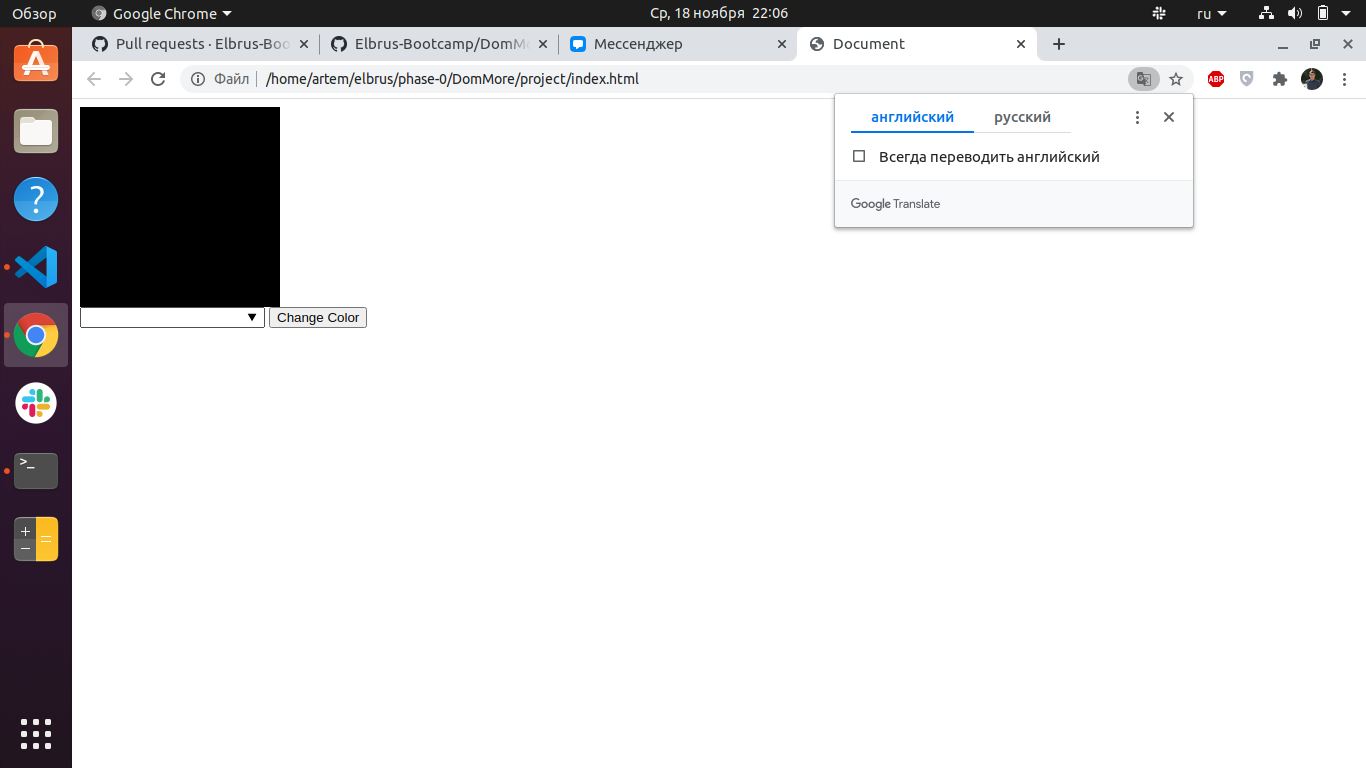 Обзор
Google Chrome
Ср, 18 ноября 22:06
ru
Pull requests · Elbrus-Boo
Elbrus-Bootcamp/DomMo
Мессенджер
Document
Файл
/home/artem/elbrus/phase-0/DomMore/project/index.html
ABP
английский
русский
Всегда переводить английский
Google Translate
Change Color